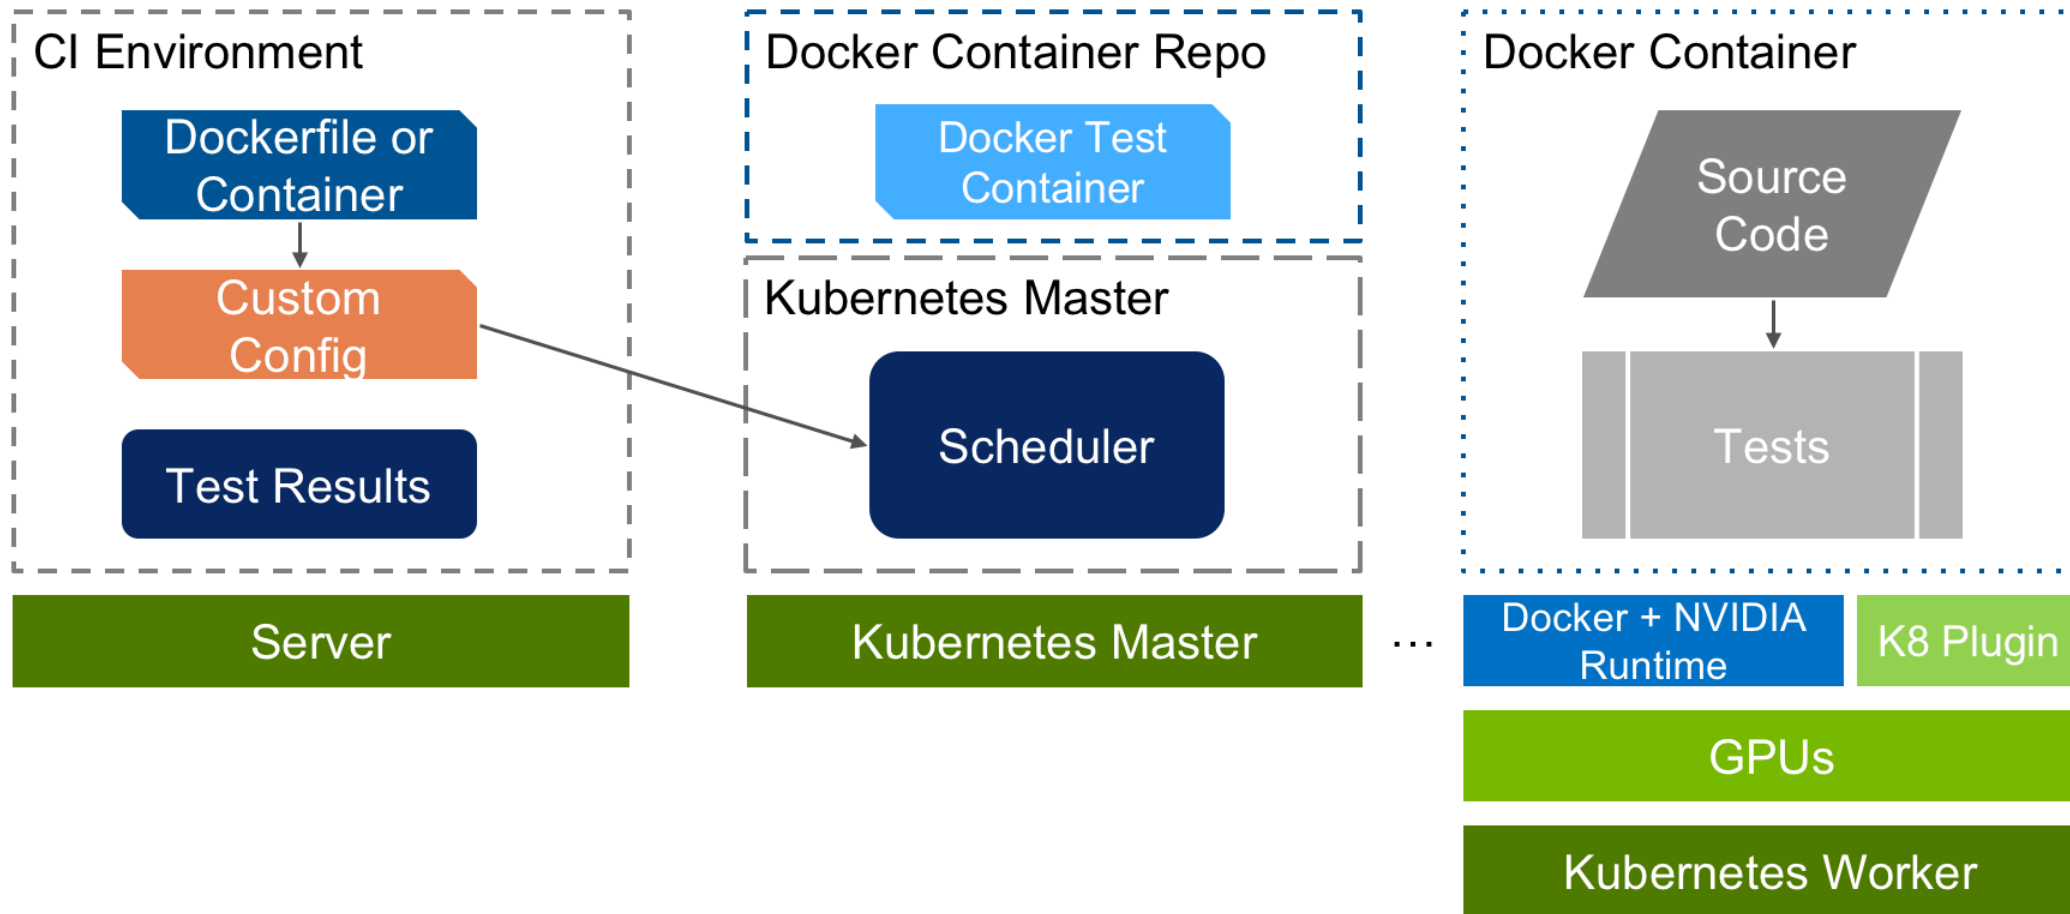 CI Environment
Dockerfile or
Container
Custom
Config
Test Results
Server
Docker Container Repo
Docker Test
Container
Kubernetes Master
Scheduler
Kubernetes Master
...
Docker Container
Source
Code
Tests
Docker + NVIDIA
Runtime
K8 Plugin
GPUs
Kubernetes Worker